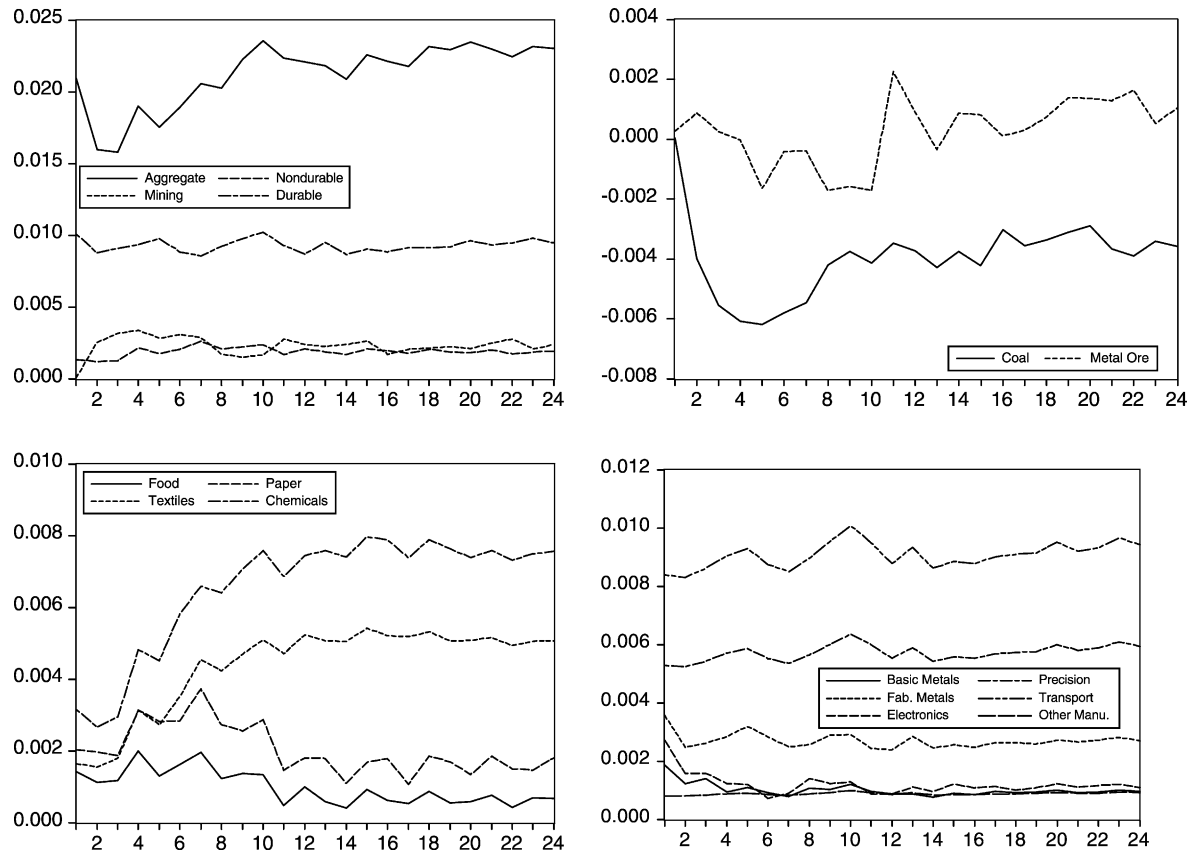 0.025
0.020
0.015
0.010
0.005
0.000
Aggregate Nondurable
Mining Durable
2 4 6 8 10 12 14 16 18 20 22 24
0.004
0.002
0.000
-0.002
-0.004
-0.006
-0.008
Coal Metal Ore
2 4 6 8 10 12 14 16 18 20 22 24
0.010
0.008
0.006
0.004
0.002
0.000
Food Paper
Textiles Chemicals
2 4 6 8 10 12 14 16 18 20 22 24
0.012
0.010
0.008
0.006
0.004
0.002
0.000
Basic Metals Precision
Fab. Metals Transport
Electronics Other Manu.
2 4 6 8 10 12 14 16 18 20 22 24